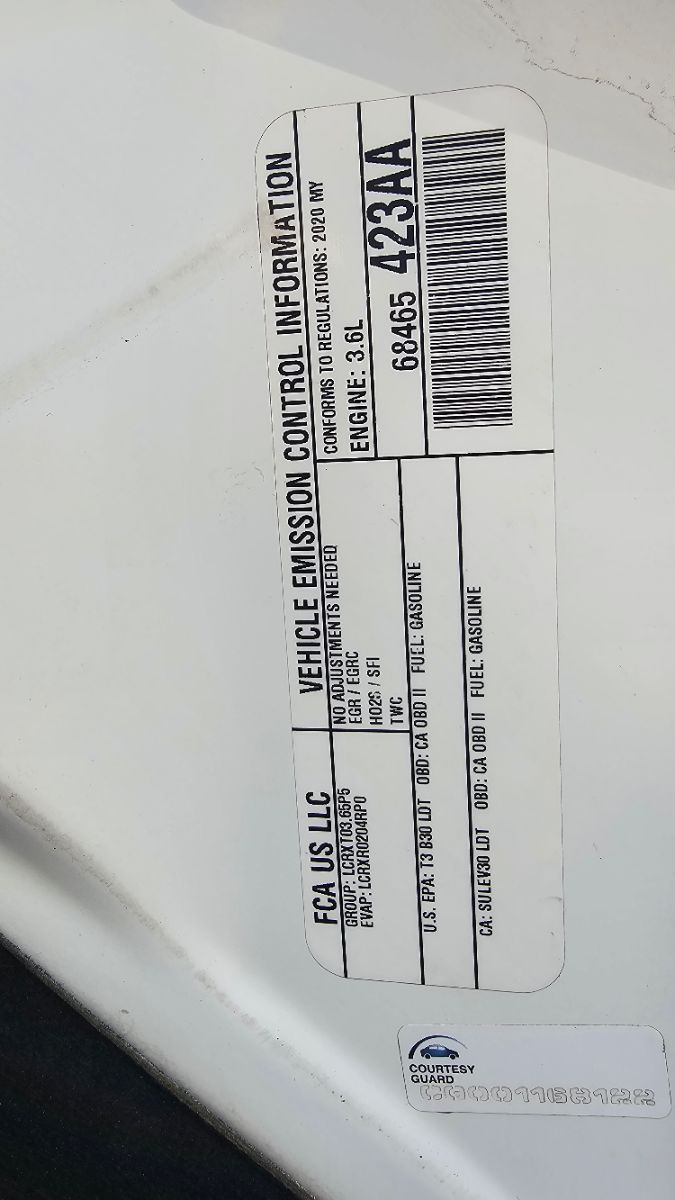 FCA US LLC
VEHICLE EMISSION CONTROL INFORMATION
GROUP: LCRXT03.65P5
EVAP: LCRXR0204RP0
NO ADJUSTMENTS NEEDED
EGR / EGRC
HO2S / SFI
TWC
CONFORMS TO REGULATIONS: 2020 MY
ENGINE: 3.6L
68465 423AA
U.S. EPA: T3 B30 LDT OBD: CA OBD II FUEL: GASOLINE
CA: SULEV30 LDT OBD: CA OBD II FUEL: GASOLINE
COURTESY
GUARD